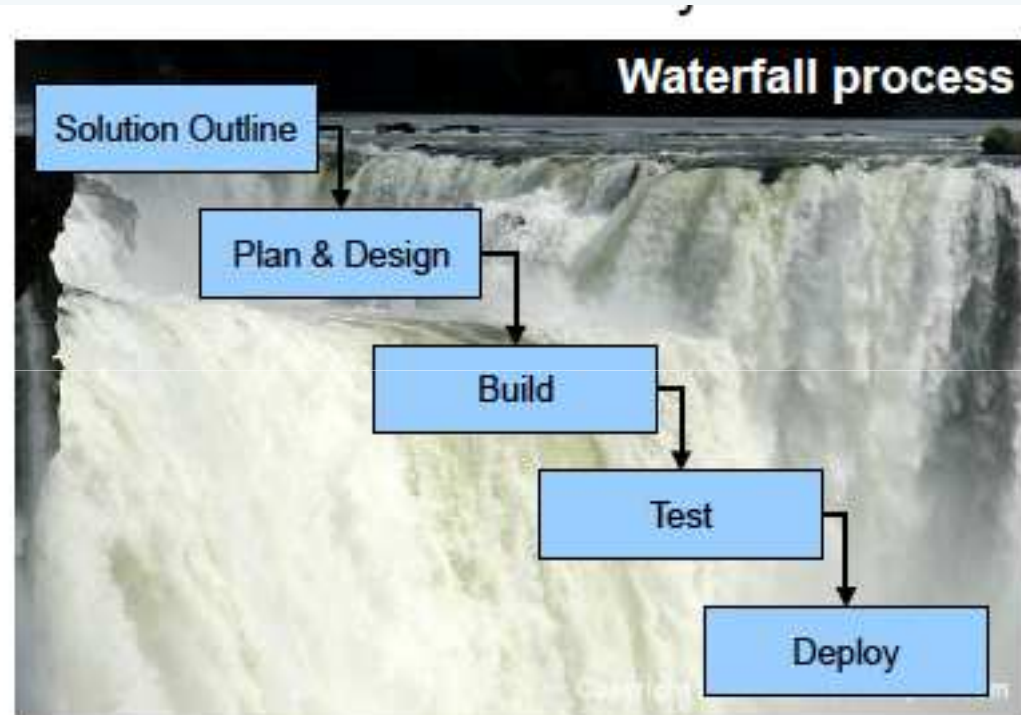 Waterfall process
Solution Outline
Plan & Design
Build
Test
Deploy